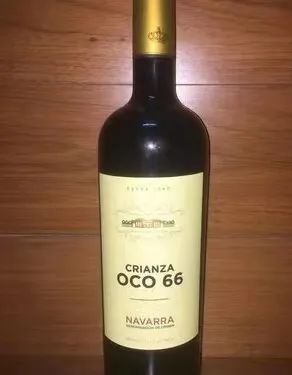 CRIANZA
OCO 66
NAVARRA
DENOMINACIÓN DE ORIGEN